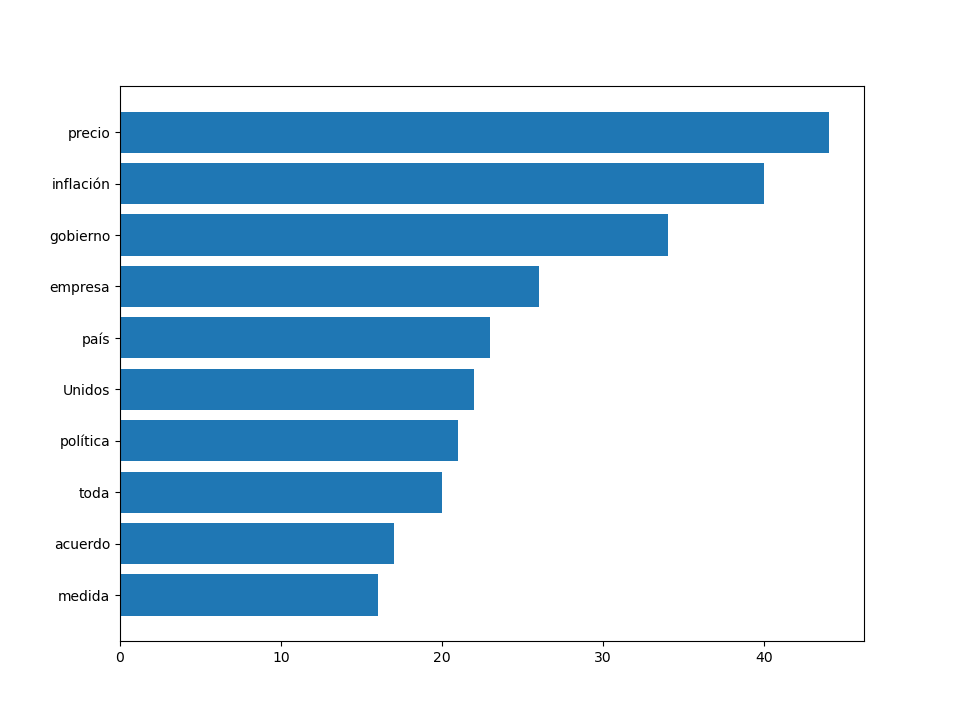 precio
inflación
gobierno
empresa
país
Unidos
política
toda
acuerdo
medida
0 10 20 30 40